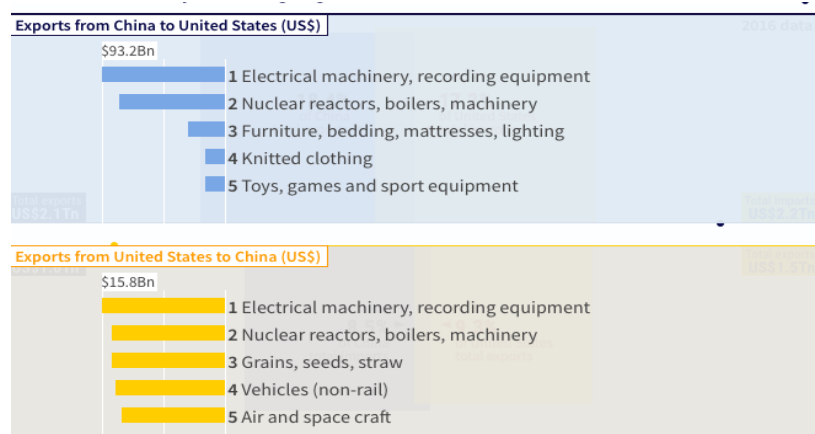 Exports from China to United States (US$)
2016 data
$93.2Bn
1 Electrical machinery, recording equipment
2 Nuclear reactors, boilers, machinery
3 Furniture, bedding, mattresses, lighting
4 Knitted clothing
5 Toys, games and sport equipment
Total exports
US$2.1Tn
US$2.2Tn
Exports from United States to China (US$)
US$1.5Tn
$15.8Bn
1 Electrical machinery, recording equipment
2 Nuclear reactors, boilers, machinery
3 Grains, seeds, straw
4 Vehicles (non-rail)
total exports
5 Air and space craft